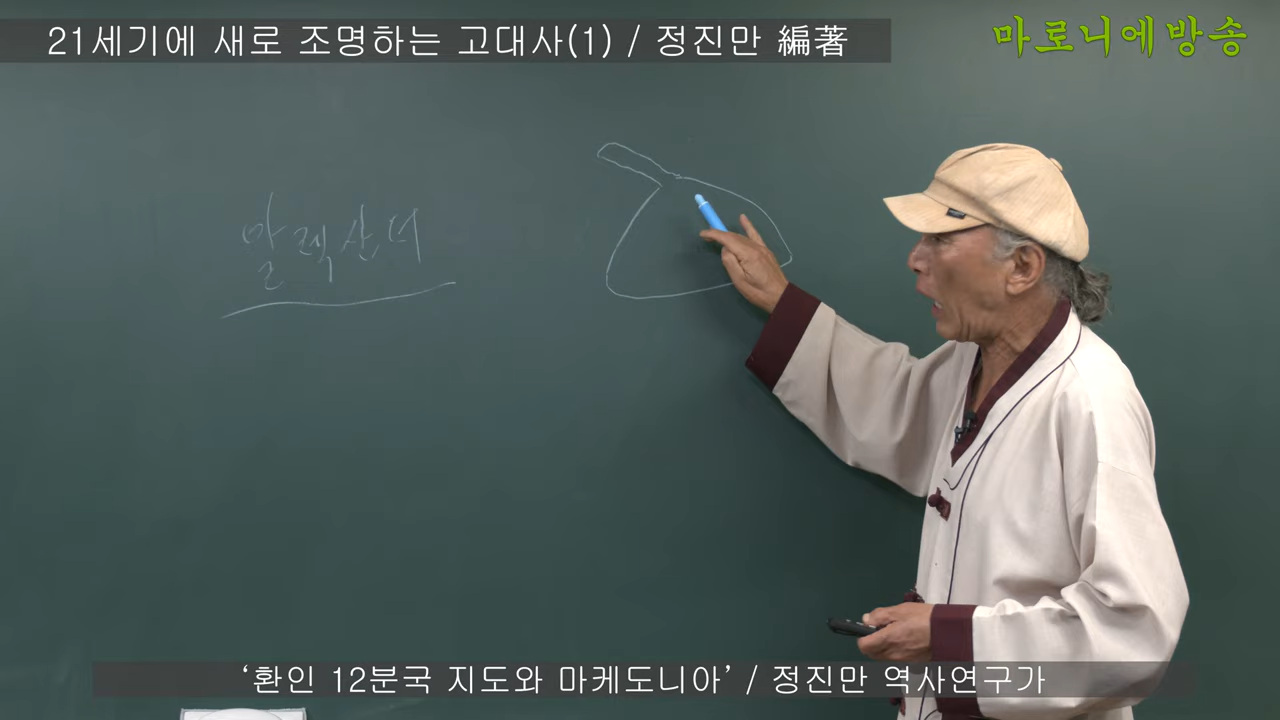 21세기에 새로 조명하는 고대사(1) / 정진만 編著
마로니에방송
알렉산더
‘환인 12분국 지도와 마케도니아’ / 정진만 역사연구가